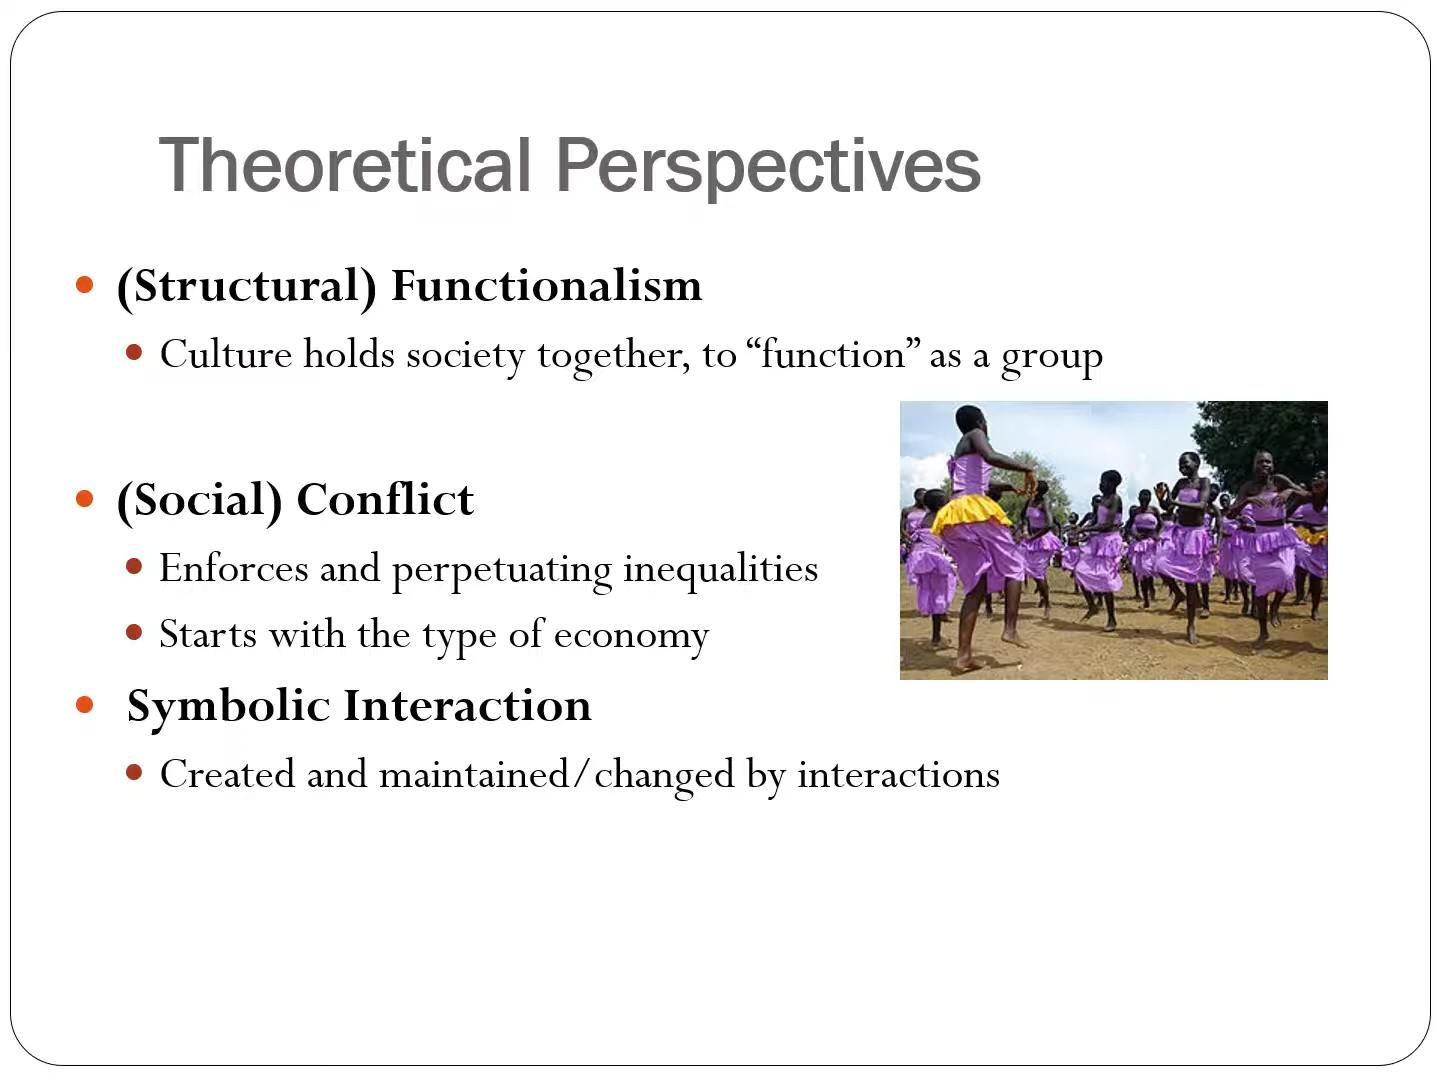 Theoretical Perspectives
(Structural) Functionalism
Culture holds society together, to “function” as a group
(Social) Conflict
Enforces and perpetuating inequalities
Starts with the type of economy
Symbolic Interaction
Created and maintained/changed by interactions